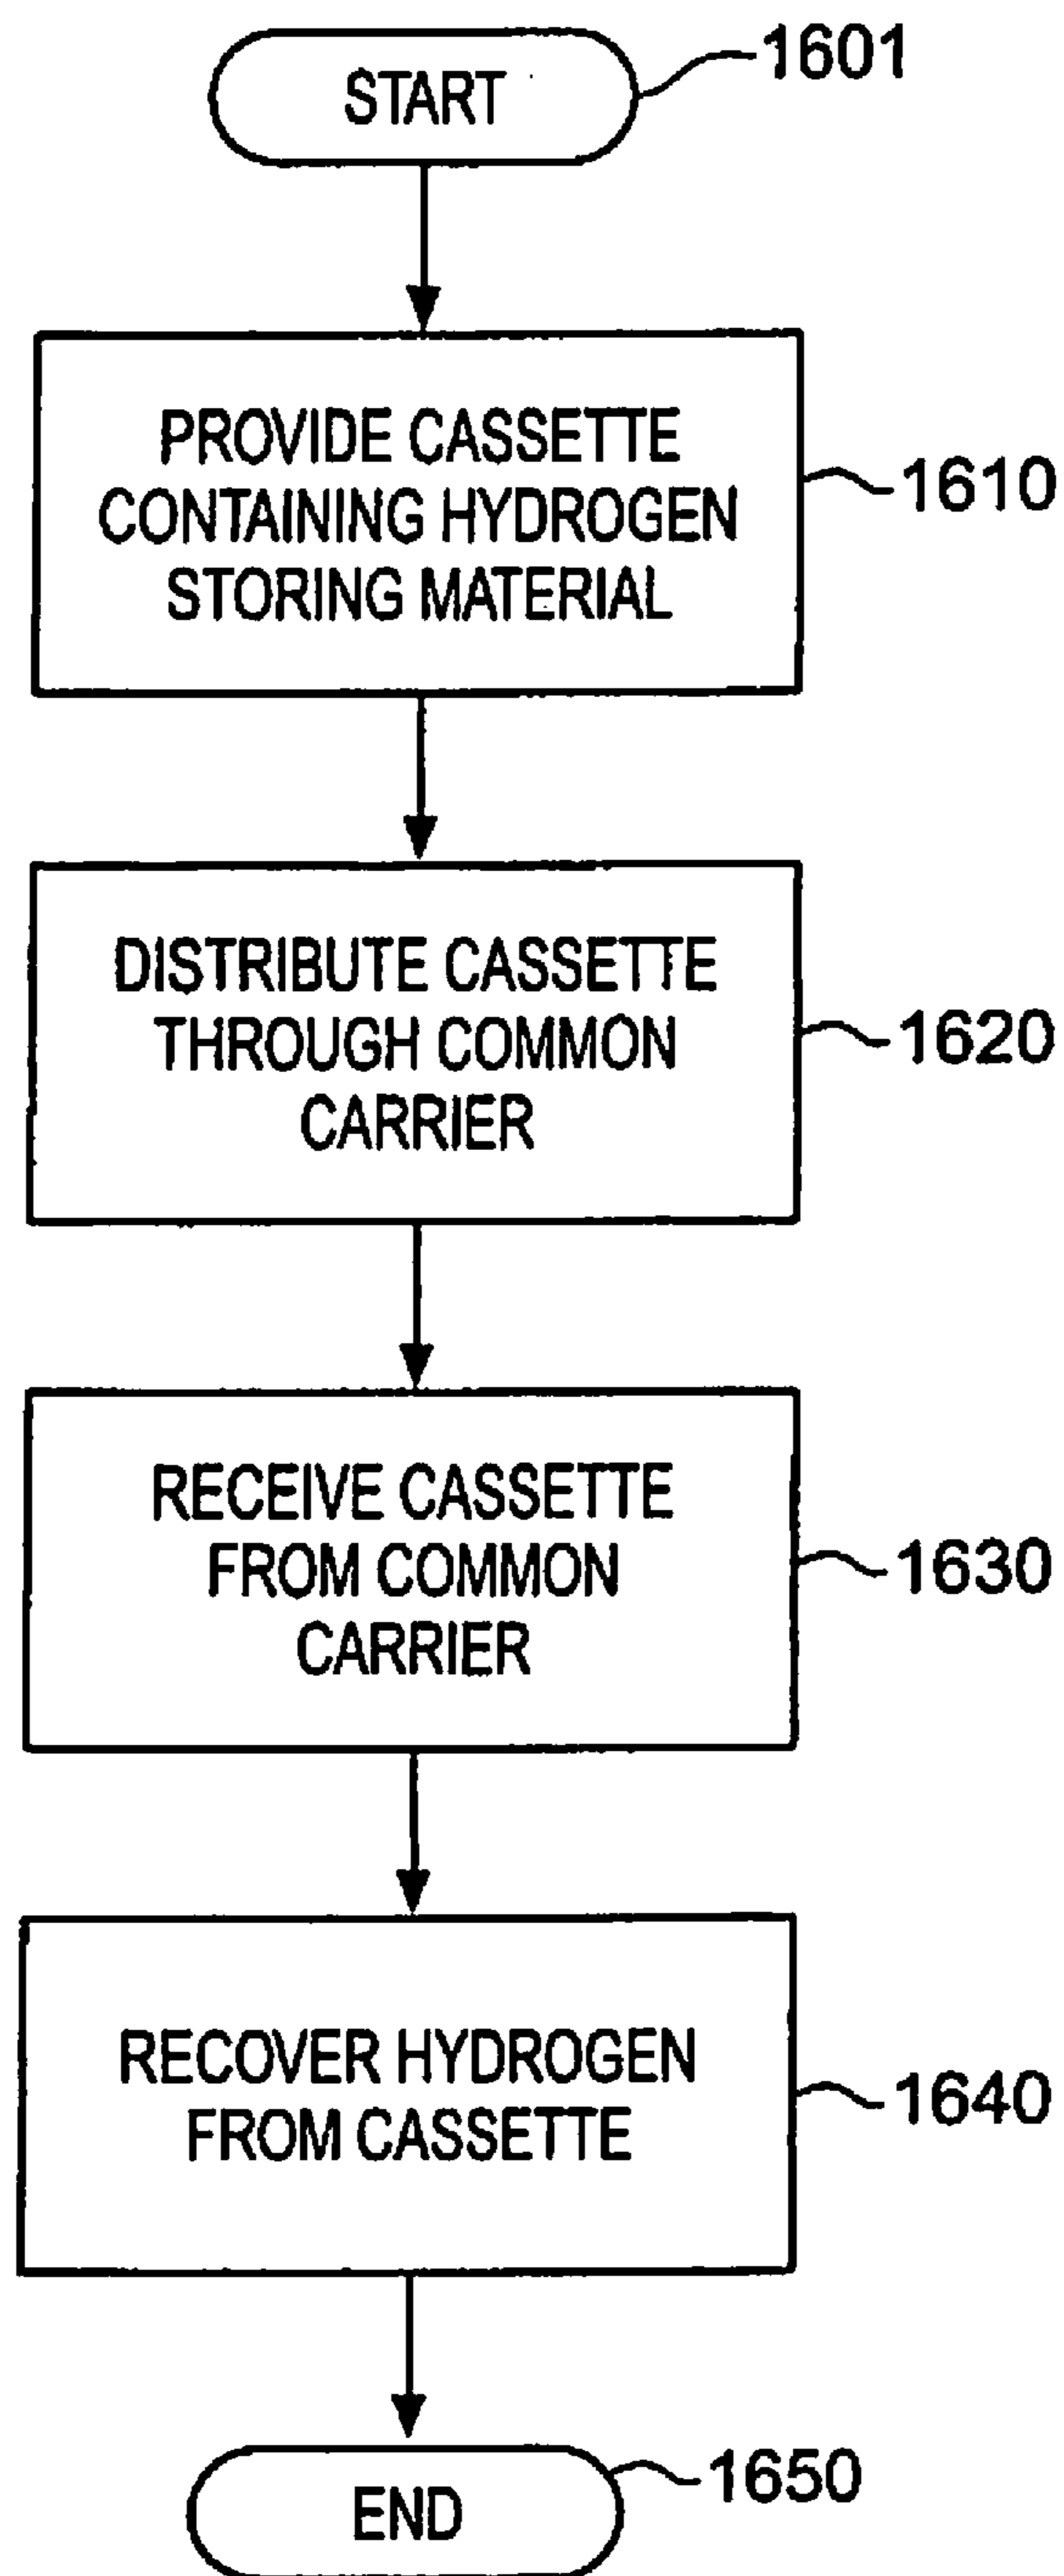 START
1601
PROVIDE CASSETTE
CONTAINING HYDROGEN
STORING MATERIAL
1610
DISTRIBUTE CASSETTE
THROUGH COMMON
CARRIER
1620
RECEIVE CASSETTE
FROM COMMON
CARRIER
1630
RECOVER HYDROGEN
FROM CASSETTE
1640
END
1650